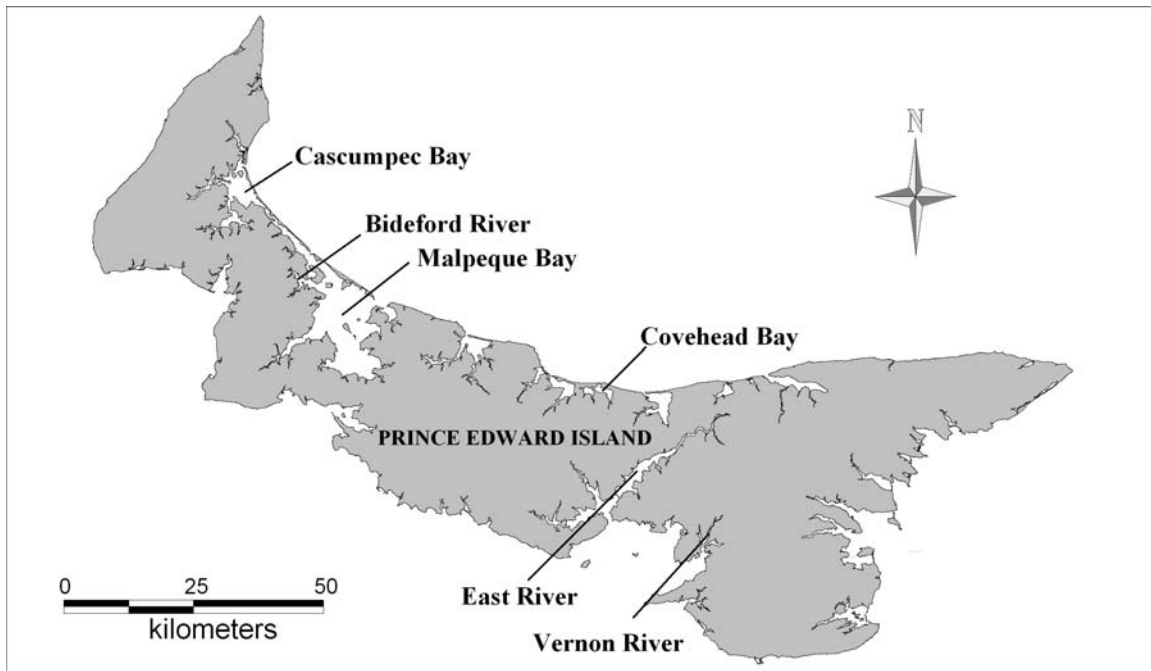 N
Cascumpec Bay
Bideford River
Malpeque Bay
Covehead Bay
PRINCE EDWARD ISLAND
East River
Vernon River
0 25 50
kilometers